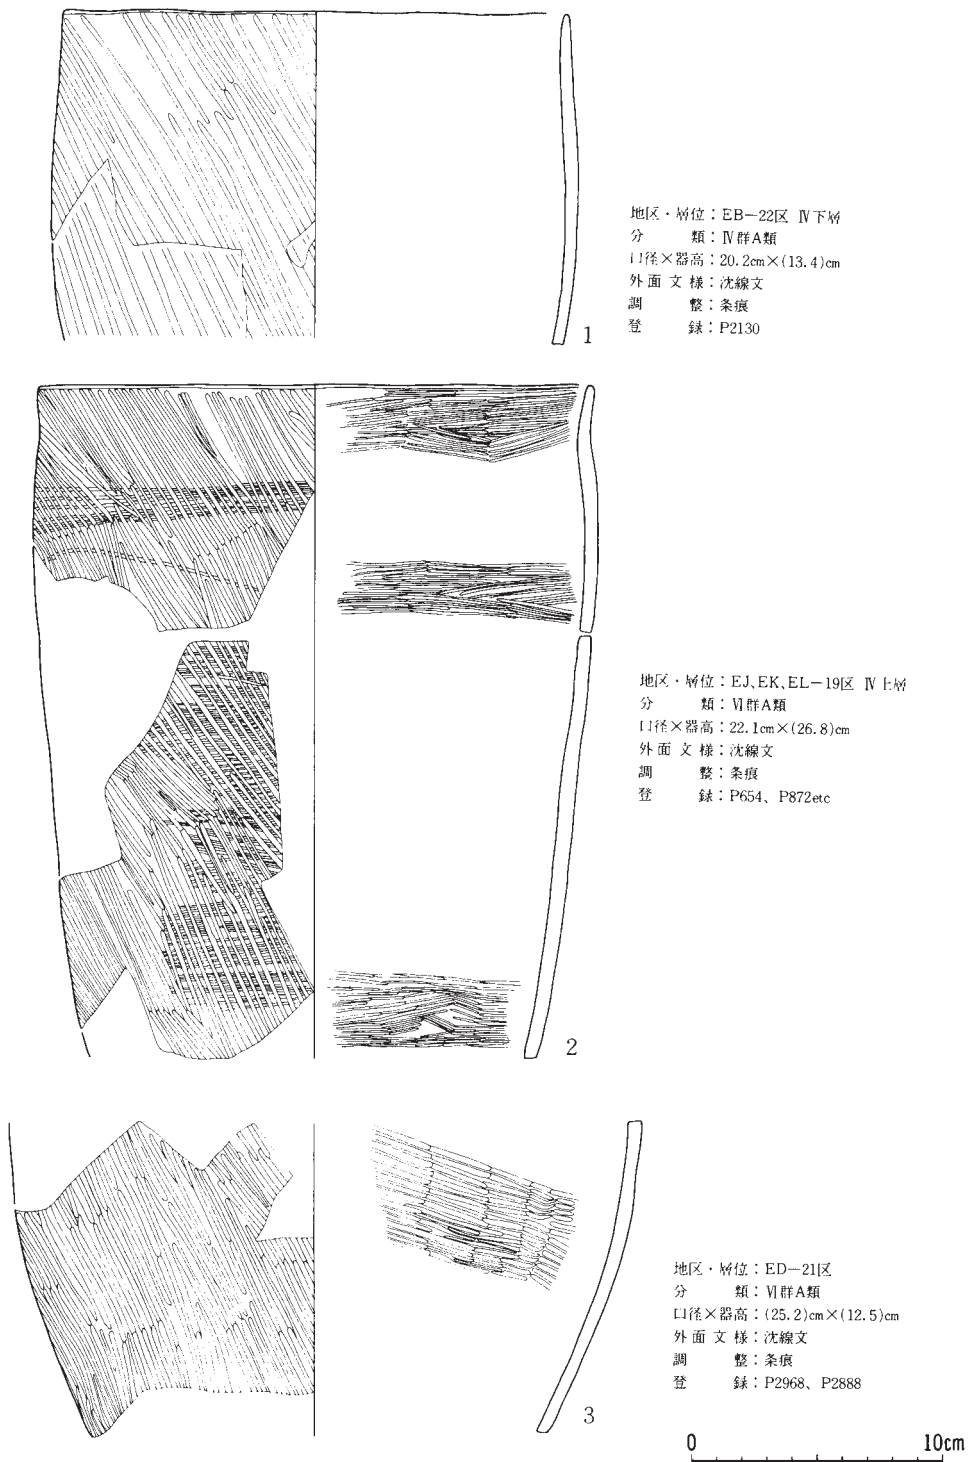 地区・層位：EB－22区 Ⅳ下層
分類：Ⅳ群A類
口径×器高：20.2cm×(13.4)cm
外面文様：沈線文
調整：条痕
登録：P2130
1
地区・層位：EJ、EK、EL－19区 Ⅳ上層
分類：Ⅵ群A類
口径×器高：22.1cm×(26.8)cm
外面文様：沈線文
調整：条痕
登録：P654、P872etc
2
地区・層位：ED－21区
分類：Ⅵ群A類
口径×器高：(25.2)cm×(12.5)cm
外面文様：沈線文
調整：条痕
登録：P2968、P2888
3
0 10cm